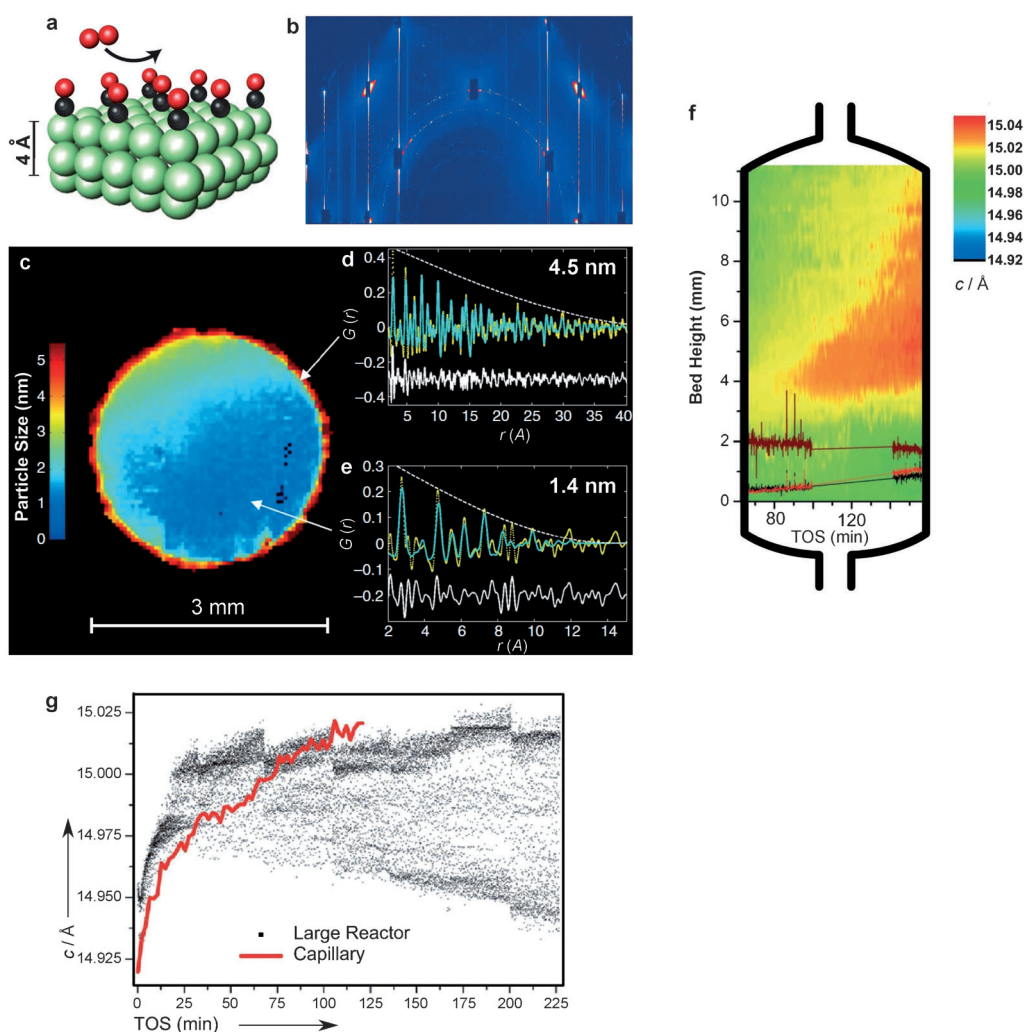 a
4 Å
b
c
Particle Size (nm)
5
4
3
2
1
0
3 mm
d
4.5 nm
G (r)
0.4
0.2
0
−0.2
−0.4
5 10 15 20 25 30 35 40
r (A)
e
1.4 nm
G (r)
0.3
0.2
0.1
0
−0.1
−0.2
2 4 6 8 10 12 14
r (A)
f
Bed Height (mm)
10
8
6
4
2
0
80 120
TOS (min)
15.04
15.02
15.00
14.98
14.96
14.94
14.92
c / Å
g
c / Å
15.025
15.000
14.975
14.950
14.925
Large Reactor
Capillary
0 25 50 75 100 125 150 175 200 225
TOS (min)